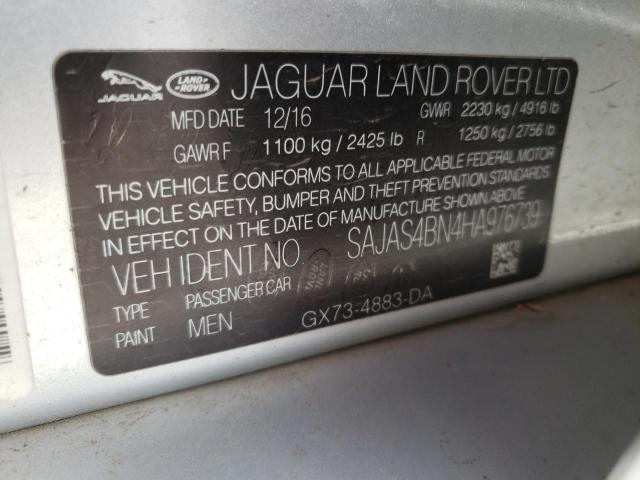 JAGUAR LAND ROVER JAGUAR LAND ROVER LTD
MFD DATE 12/16 GVWR 2230 kg / 4916 lb
GAWR F 1100 kg / 2425 lb R 1250 kg / 2756 lb
THIS VEHICLE CONFORMS TO ALL APPLICABLE FEDERAL MOTOR
VEHICLE SAFETY, BUMPER AND THEFT PREVENTION STANDARDS
IN EFFECT ON THE DATE OF MANUFACTURE SHOWN ABOVE.
VEH IDENT NO SAJAS4BN4HA976739
TYPE PASSENGER CAR
PAINT MEN GX73-4883-DA